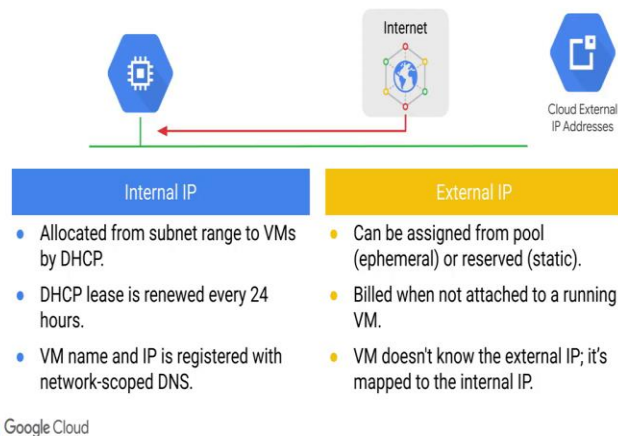 Internet
Cloud External
IP Addresses
Internal IP
Allocated from subnet range to VMs
by DHCP.
DHCP lease is renewed every 24
hours.
VM name and IP is registered with
network-scoped DNS.
External IP
Can be assigned from pool
(ephemeral) or reserved (static).
Billed when not attached to a running
VM.
VM doesn't know the external IP; it's
mapped to the internal IP.
Google Cloud